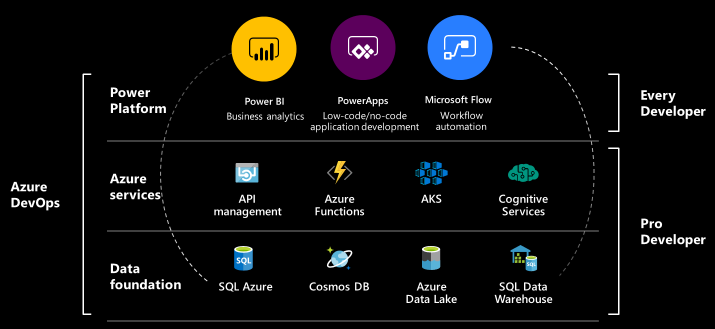 Azure
DevOps
Power
Platform
Power BI
Business analytics
PowerApps
Low-code/no-code
application development
Microsoft Flow
Workflow
automation
Every
Developer
Azure
services
API
management
Azure
Functions
AKS
Cognitive
Services
Pro
Developer
Data
foundation
SQL
SQL Azure
Cosmos DB
Azure
Data Lake
SQL
SQL Data
Warehouse